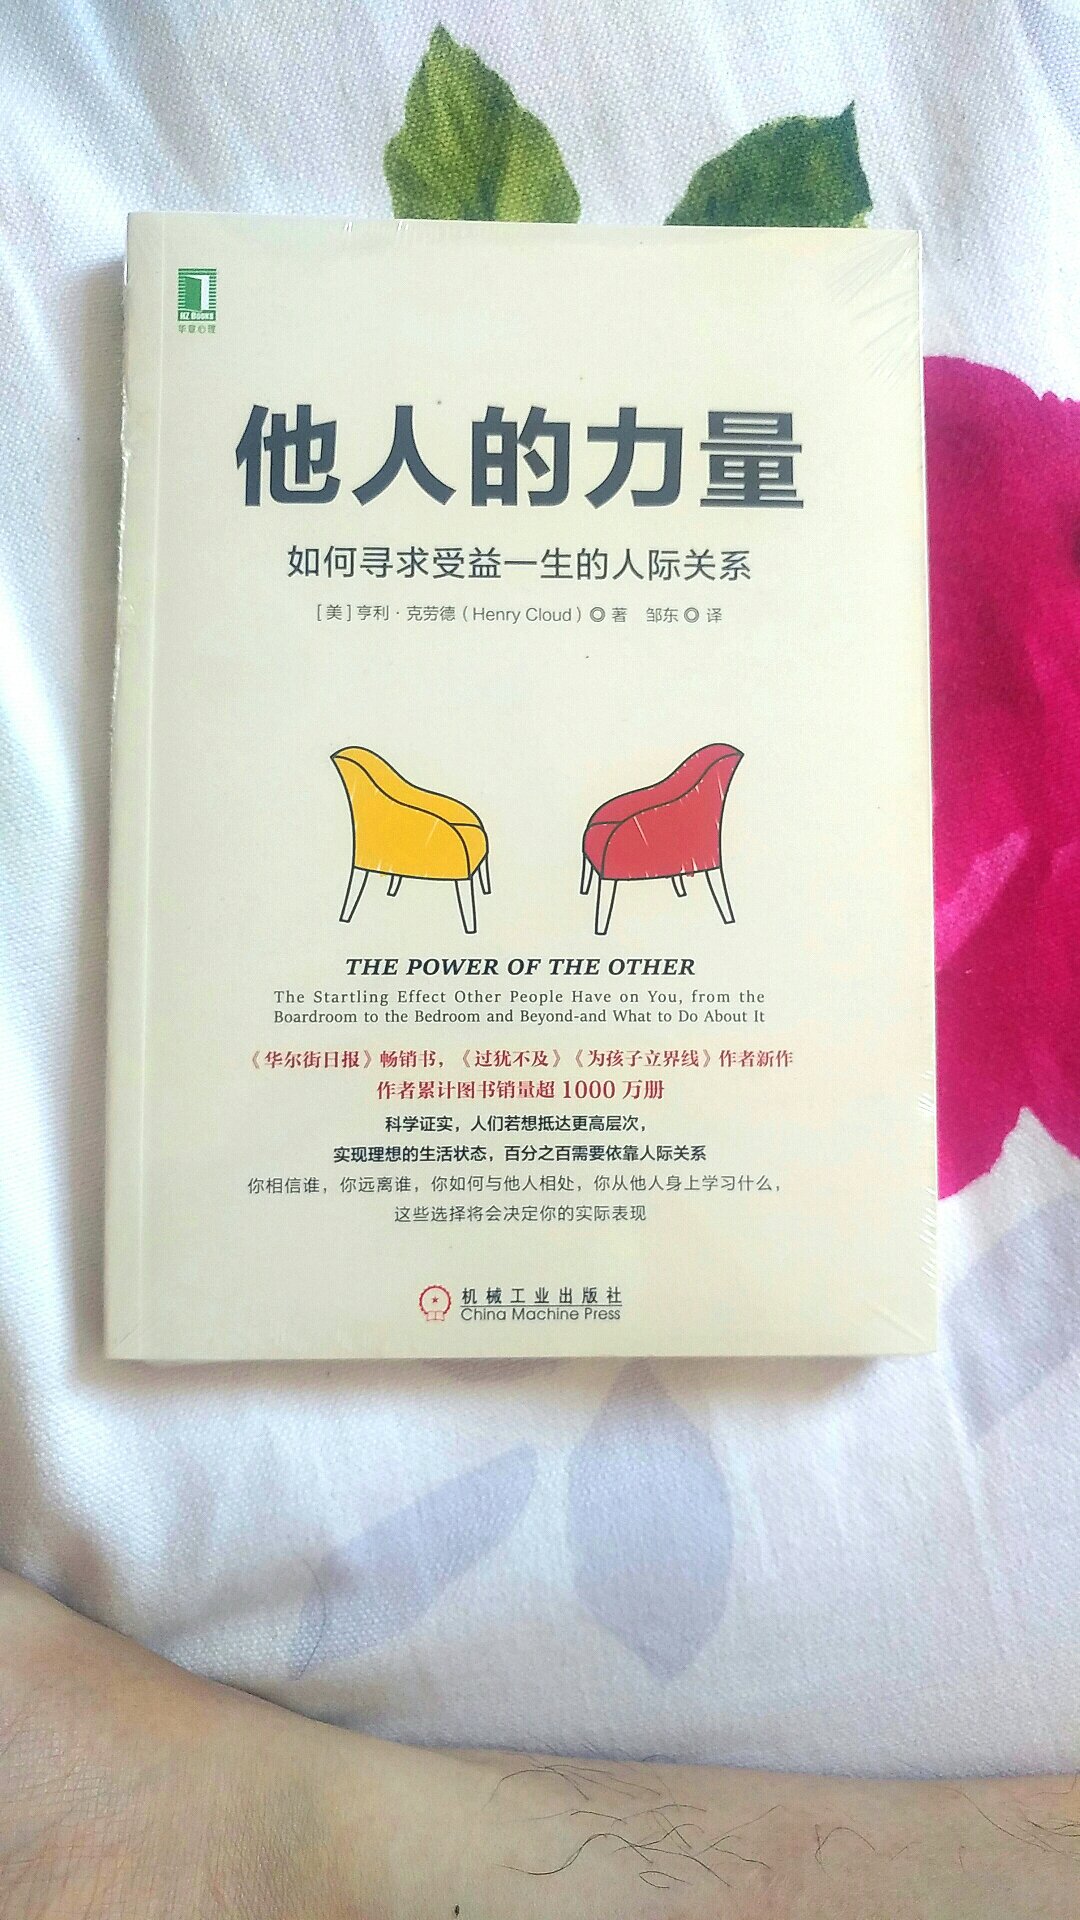 HZ Books
华章心理
他人的力量
如何寻求受益一生的人际关系
[美]亨利·克劳德（Henry Cloud）◎著 邹东◎译
THE POWER OF THE OTHER
The Startling Effect Other People Have on You, from the
Boardroom to the Bedroom and Beyond-and What to Do About It
《华尔街日报》畅销书，《过犹不及》《为孩子立界线》作者新作
作者累计图书销量超 1000 万册
科学证实，人们若想抵达更高层次，
实现理想的生活状态，百分之百需要依靠人际关系
你相信谁，你远离谁，你如何与他人相处，你从他人身上学习什么，
这些选择将会决定你的实际表现
机械工业出版社
China Machine Press